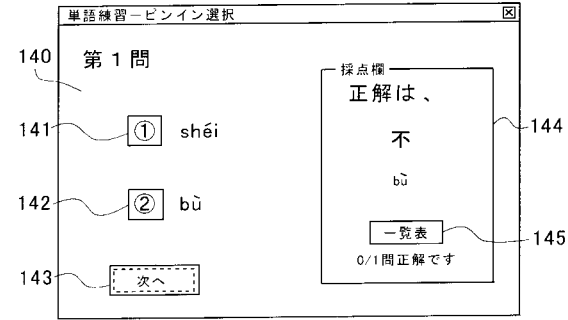 単語練習－ピンイン選択
140
第1問
141
① shéi
142
② bù
143
次へ
採点欄
正解は、
不
bù
一覧表
0/1問正解です
144
145